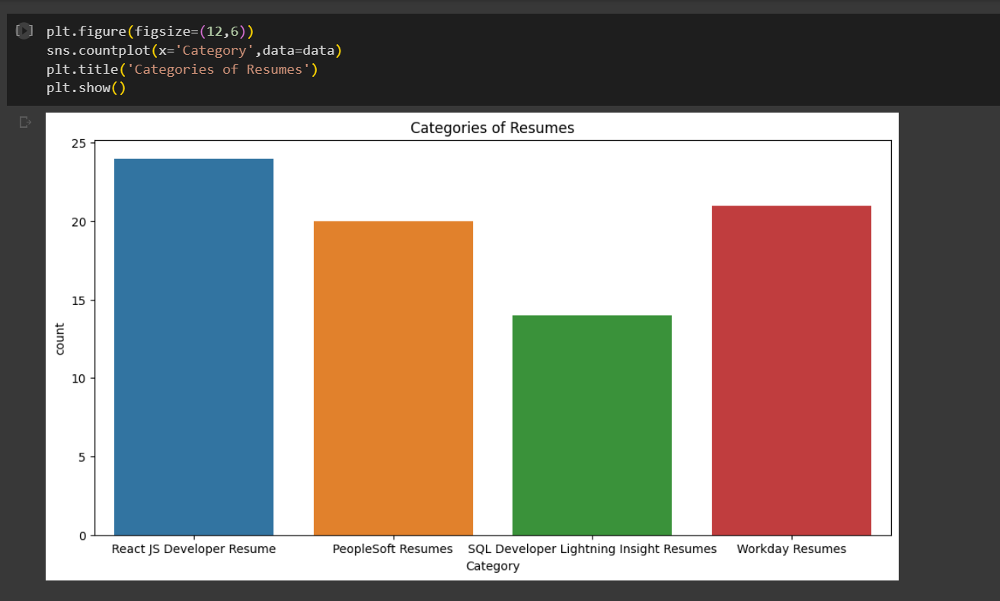 plt.figure(figsize=(12,6))
sns.countplot(x='Category',data=data)
plt.title('Categories of Resumes')
plt.show()
Categories of Resumes
25
20
15
10
5
0
count
React JS Developer Resume
PeopleSoft Resumes
SQL Developer Lightning Insight Resumes
Workday Resumes
Category